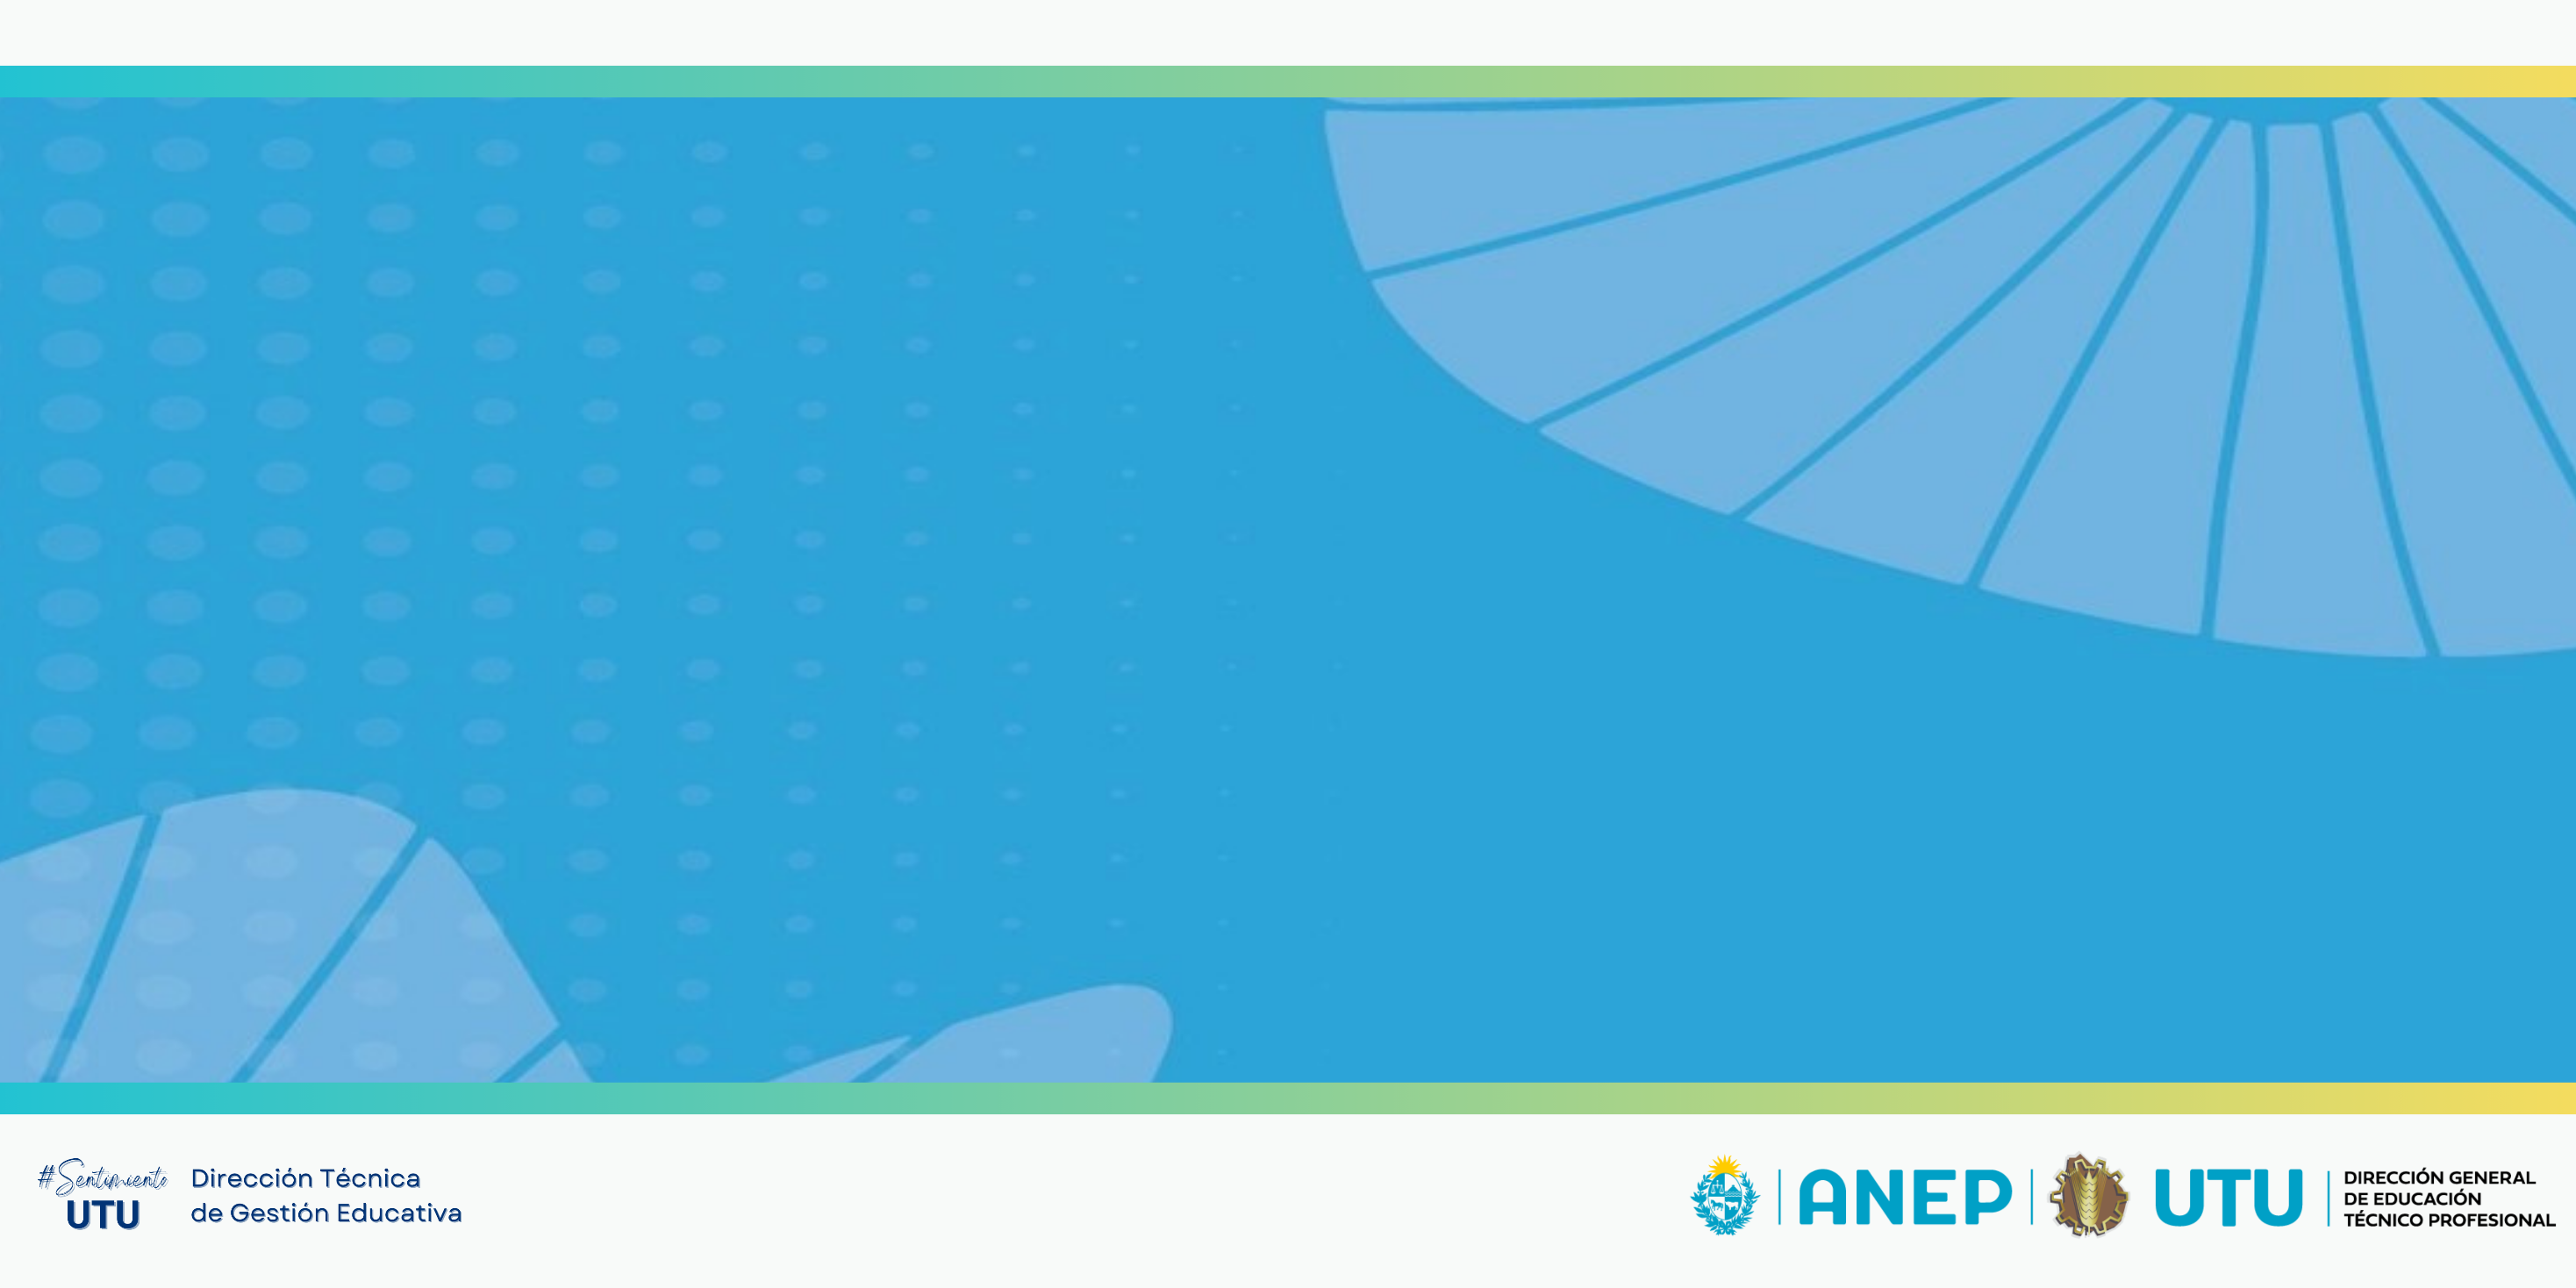 #Sentimiento
UTU
Dirección Técnica
de Gestión Educativa
ANEP
UTU
DIRECCIÓN GENERAL
DE EDUCACIÓN
TÉCNICO PROFESIONAL